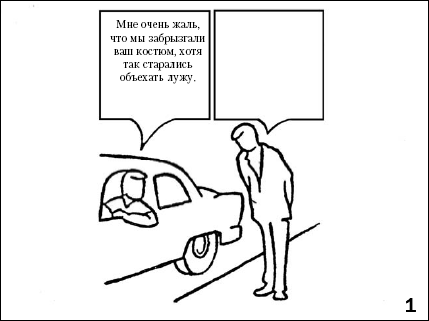 Мне очень жаль,
что мы забрызгали
ваш костюм, хотя
так старались
объехать лужу.
1